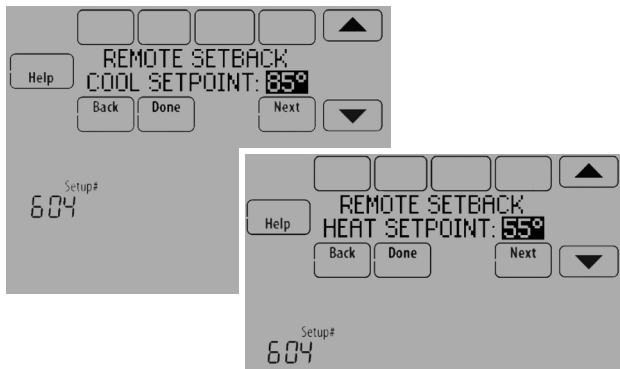 REMOTE SETBACK
Help
COOL SETPOINT: 85°
Back Done Next
Setup#
604
REMOTE SETBACK
Help
HEAT SETPOINT: 55°
Back Done Next
Setup#
604